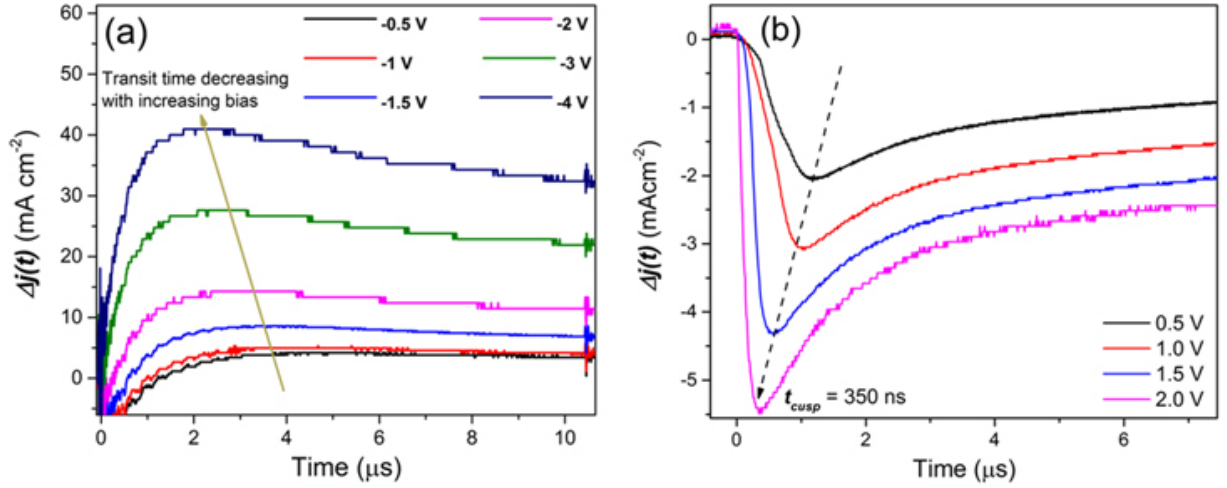 (a)
-0.5 V
-2 V
-1 V
-3 V
-1.5 V
-4 V
Transit time decreasing
with increasing bias
60
50
40
30
20
10
0
Δj(t) (mA cm-2)
0 2 4 6 8 10
Time (μs)
(b)
0
-1
-2
-3
-4
-5
Δj(t) (mAcm-2)
0.5 V
1.0 V
1.5 V
2.0 V
tcusp = 350 ns
0 2 4 6
Time (μs)